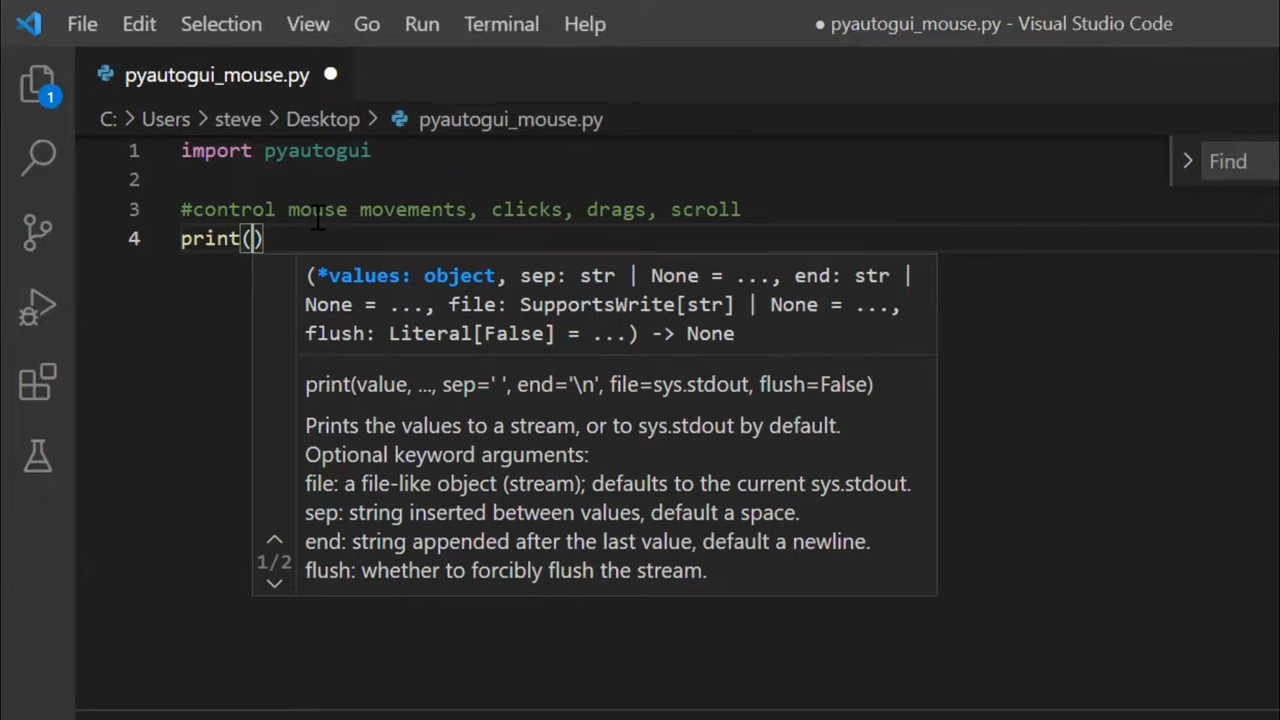 File Edit Selection View Go Run Terminal Help ● pyautogui_mouse.py - Visual Studio Code
pyautogui_mouse.py ●
1
C: > Users > steve > Desktop > pyautogui_mouse.py
1 import pyautogui
> Find
2
3 #control mouse movements, clicks, drags, scroll
4 print()
(*values: object, sep: str | None = ..., end: str |
None = ..., file: SupportsWrite[str] | None = ...,
flush: Literal[False] = ...) -> None
print(value, ..., sep=' ', end='\n', file=sys.stdout, flush=False)
Prints the values to a stream, or to sys.stdout by default.
Optional keyword arguments:
file: a file-like object (stream); defaults to the current sys.stdout.
sep: string inserted between values, default a space.
end: string appended after the last value, default a newline.
1/2
flush: whether to forcibly flush the stream.